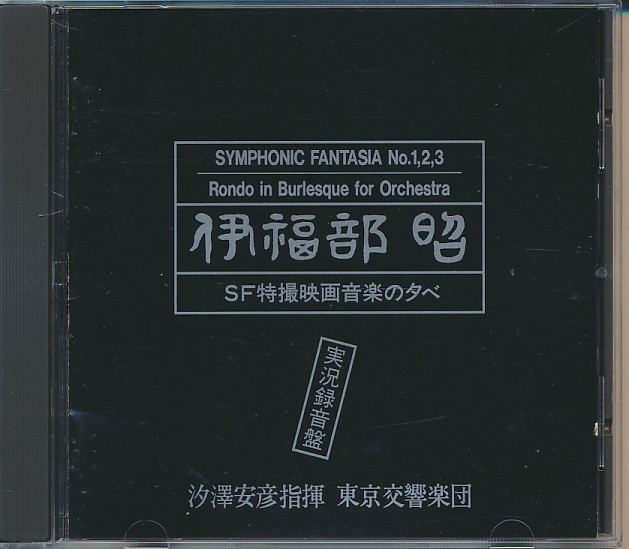 SYMPHONIC FANTASIA No.1,2,3
Rondo in Burlesque for Orchestra
伊福部 昭
SF特撮映画音楽の夕べ
実況録音盤
汐澤安彦指揮 東京交響楽団